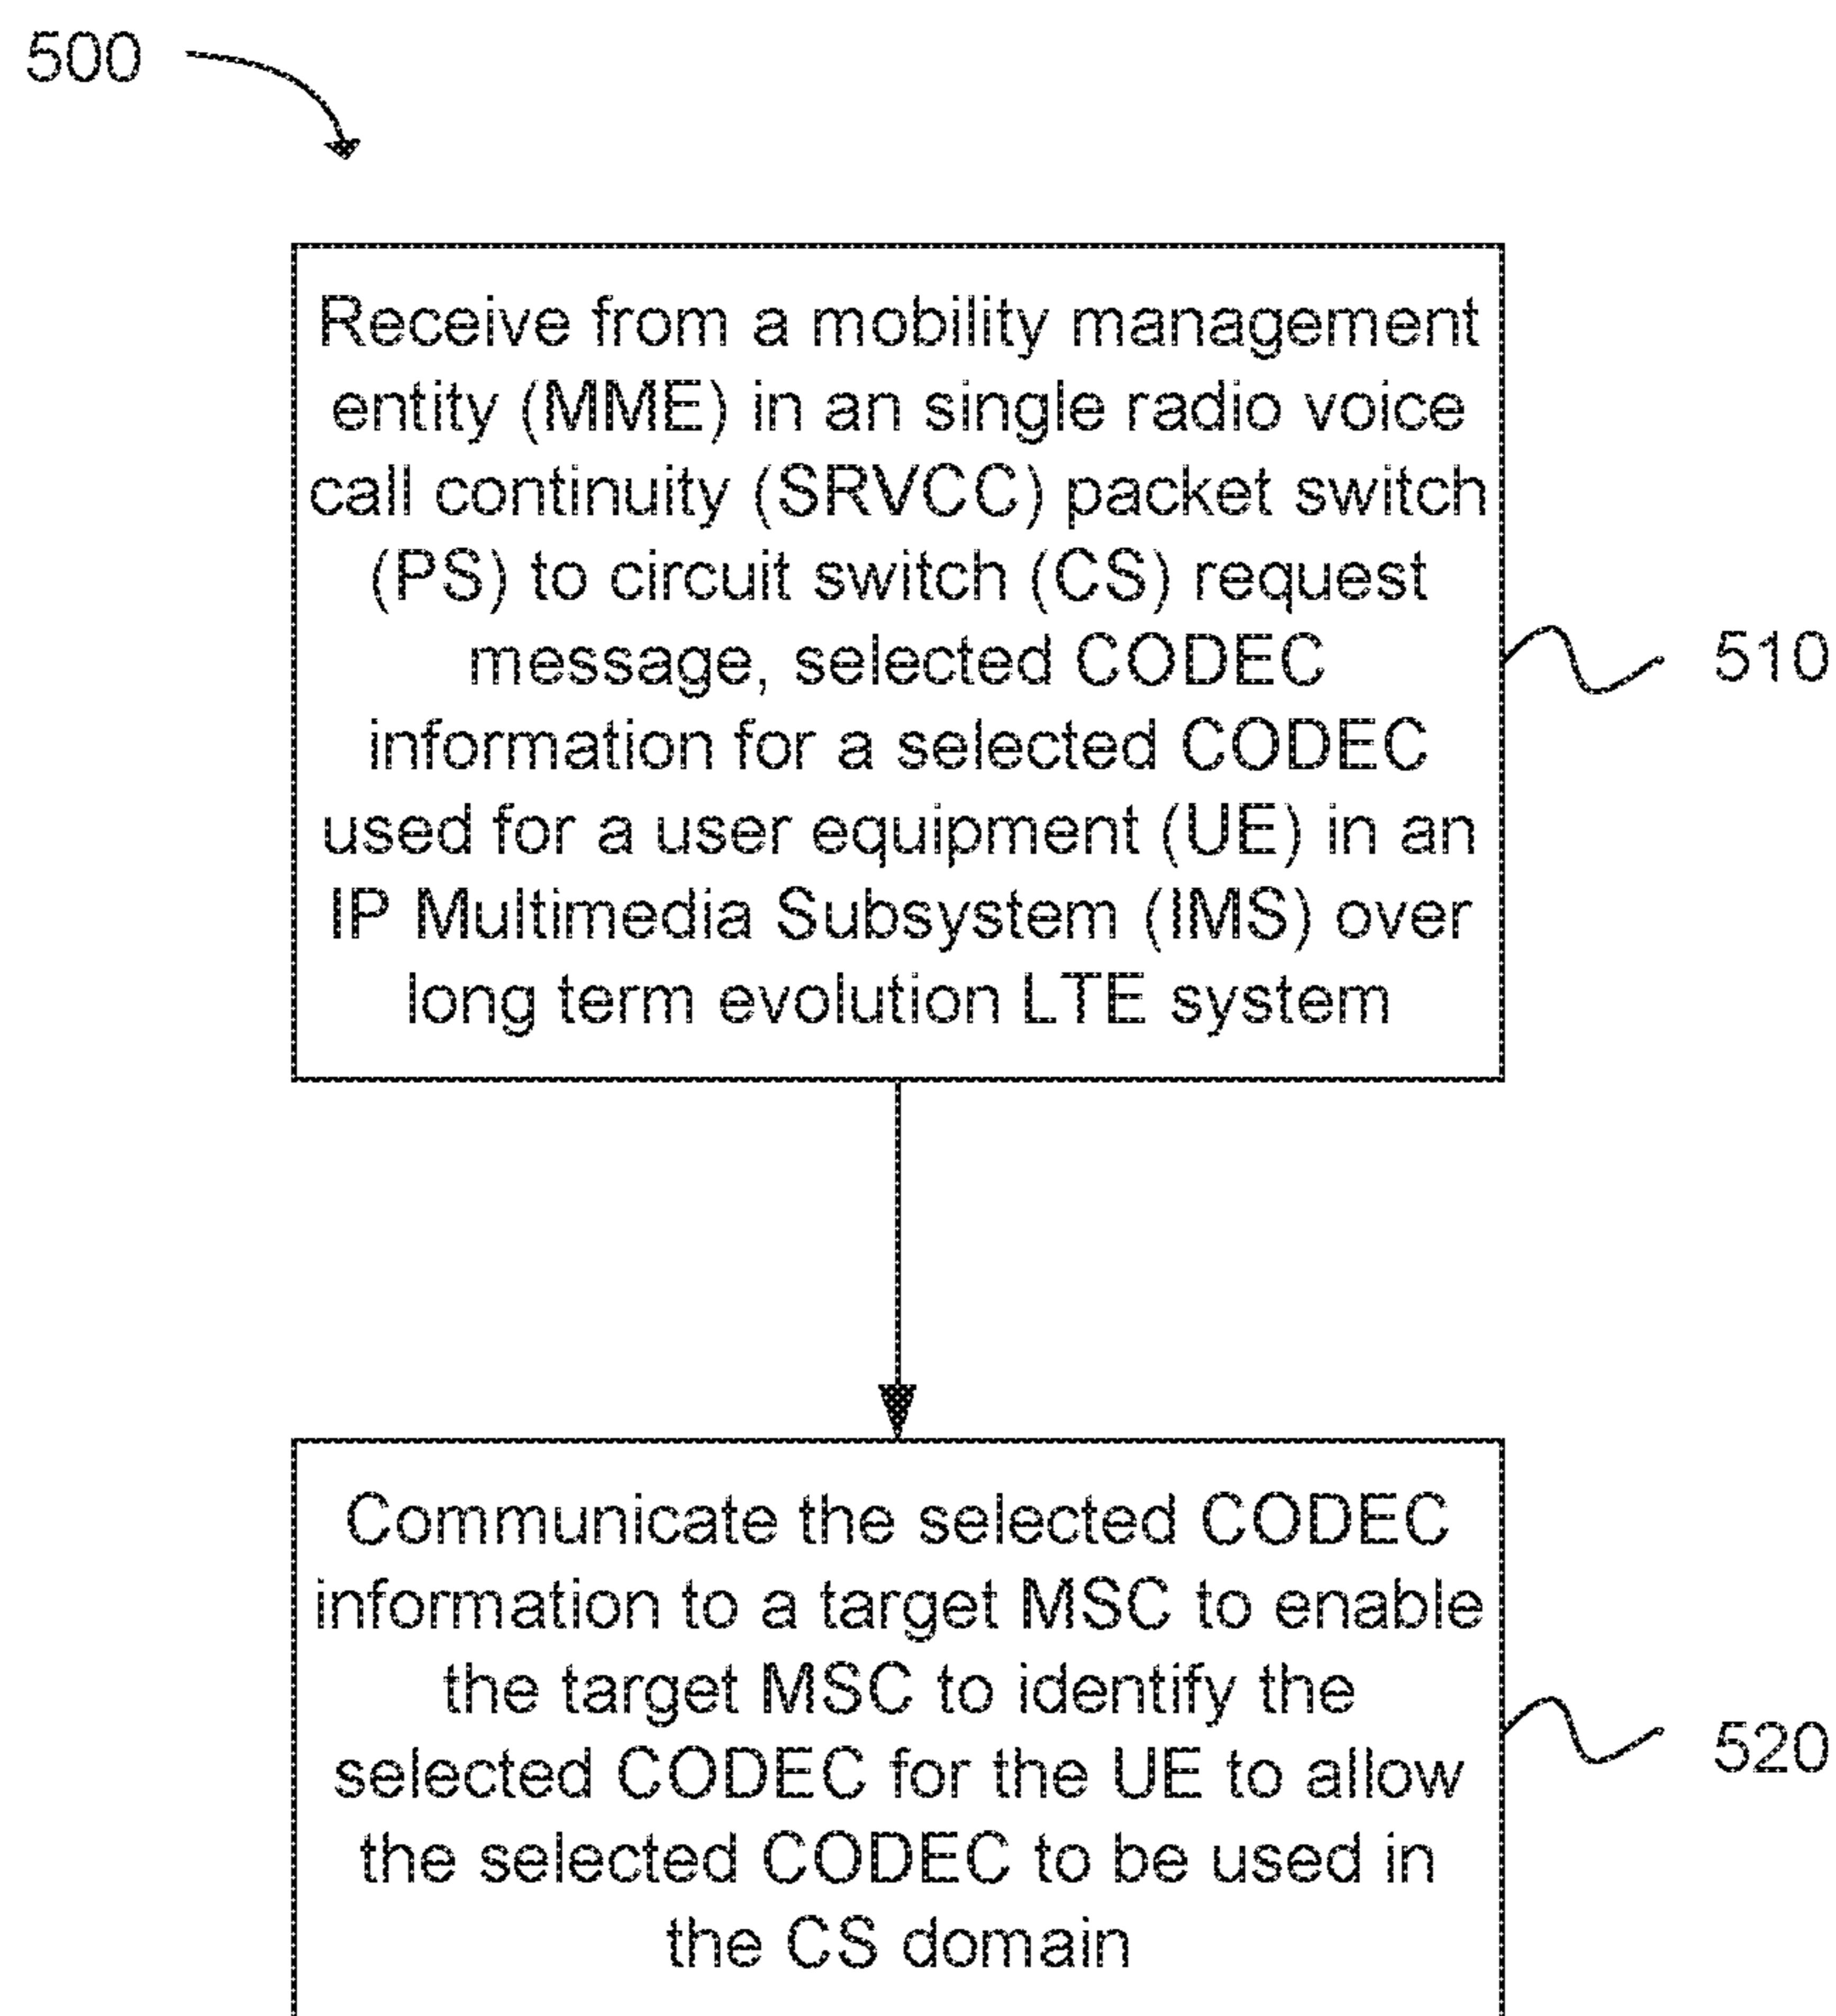 500
Receive from a mobility management
entity (MME) in an single radio voice
call continuity (SRVCC) packet switch
(PS) to circuit switch (CS) request
message, selected CODEC
information for a selected CODEC
used for a user equipment (UE) in an
IP Multimedia Subsystem (IMS) over
long term evolution LTE system
510
Communicate the selected CODEC
information to a target MSC to enable
the target MSC to identify the
selected CODEC for the UE to allow
the selected CODEC to be used in
the CS domain
520